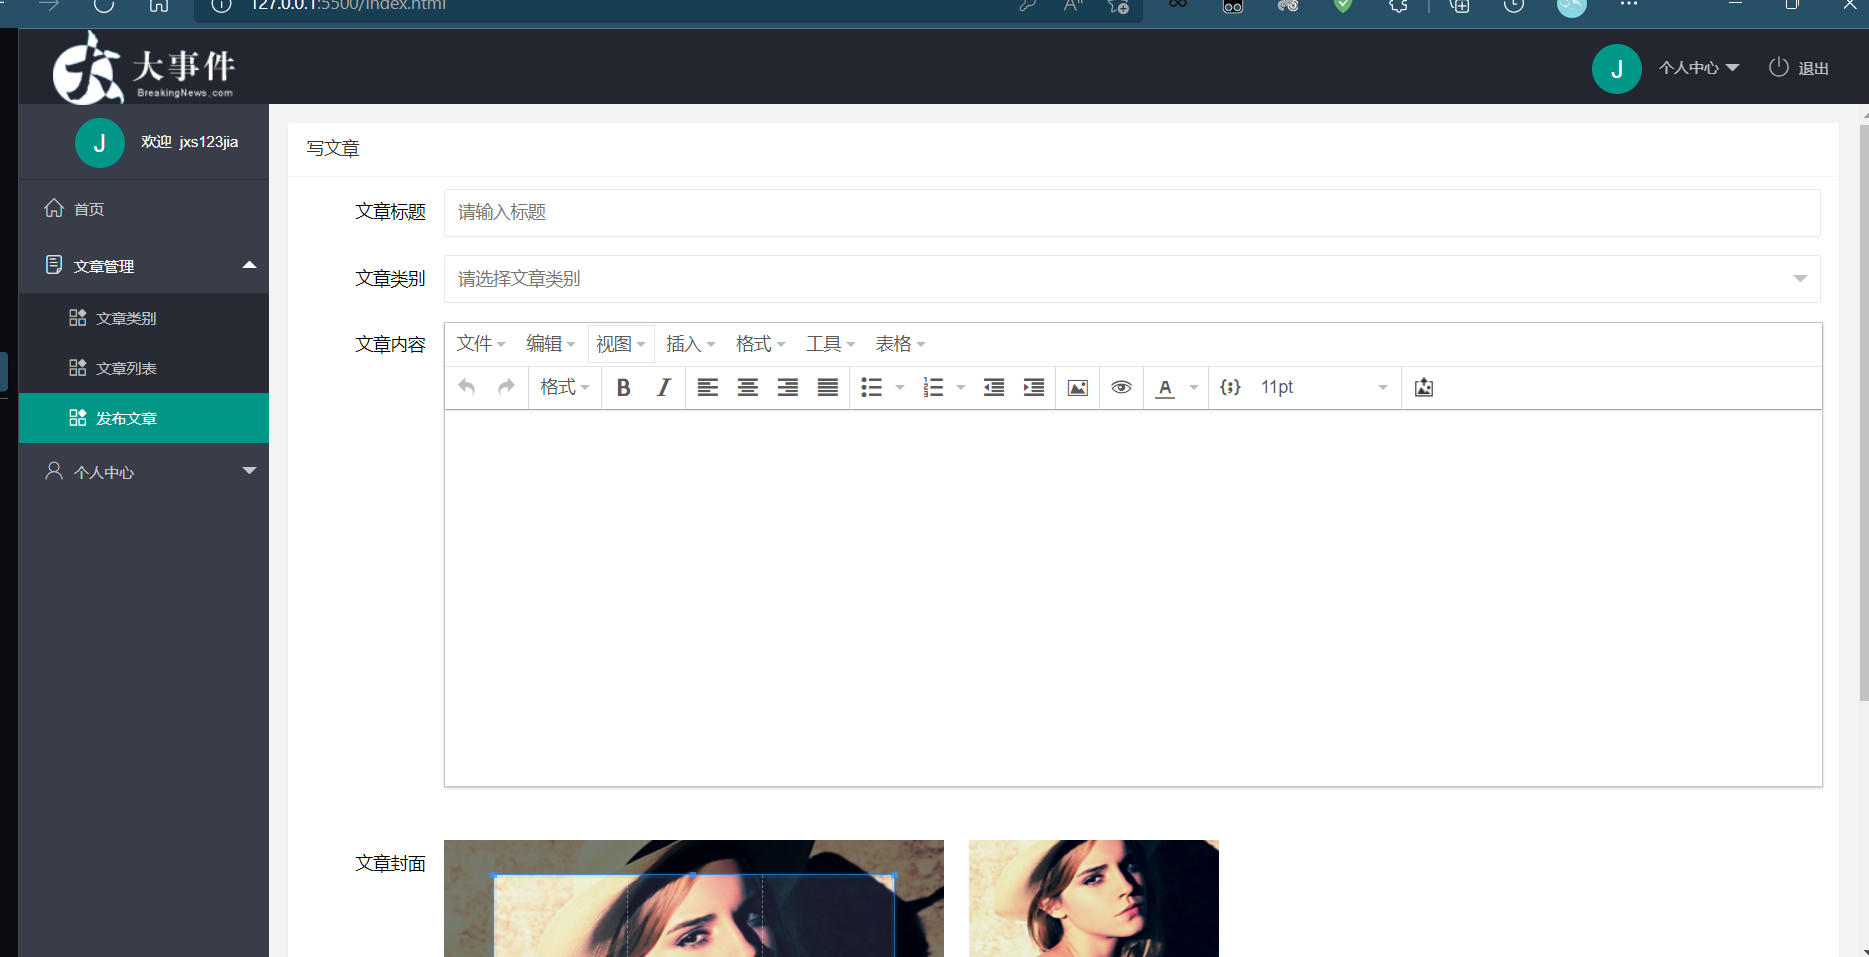 127.0.0.1:5500/index.html
大事件
BreakingNews.com
J
个人中心
退出
J
欢迎 jxs123jia
首页
文章管理
文章类别
文章列表
发布文章
个人中心
写文章
文章标题
请输入标题
文章类别
请选择文章类别
文章内容
文件 编辑 视图 插入 格式 工具 表格
格式 B I A 11pt
文章封面